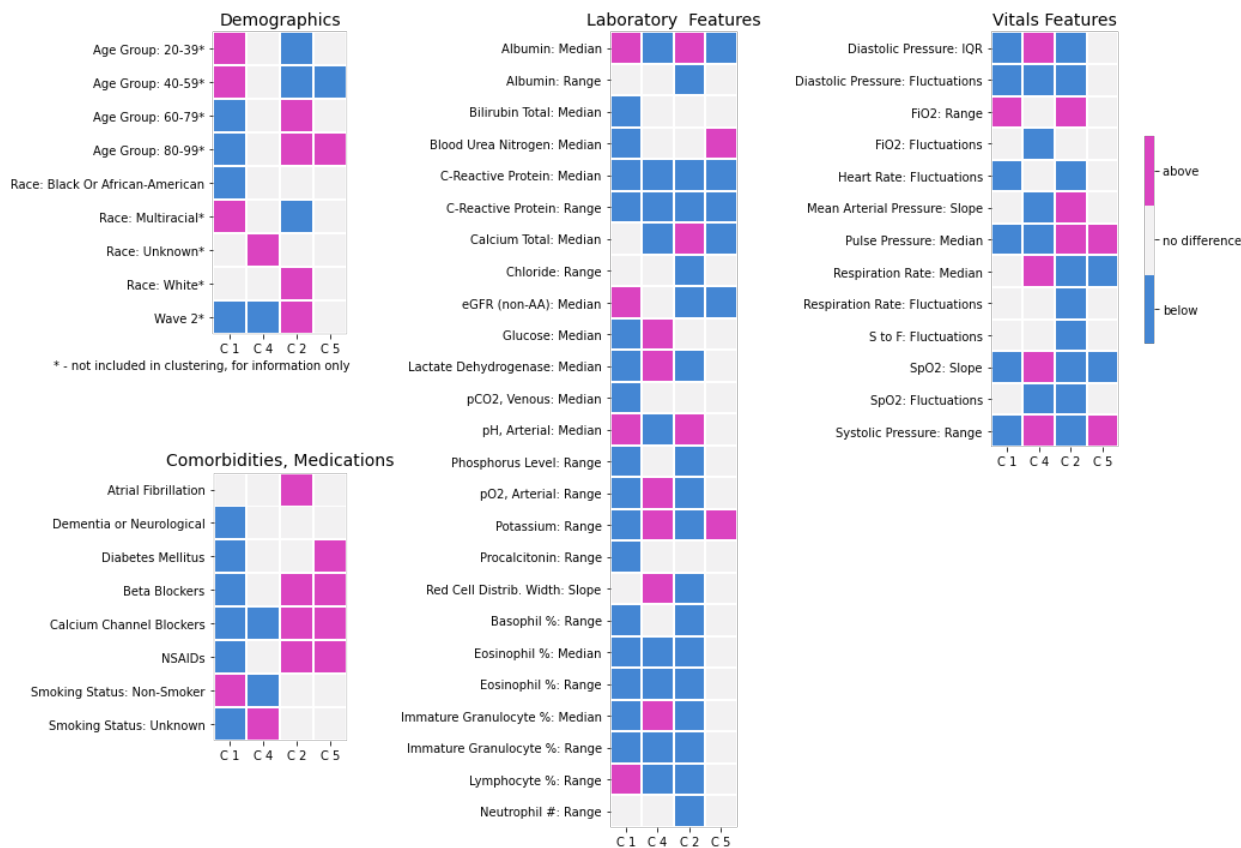 Demographics
Age Group: 20-39*
Age Group: 40-59*
Age Group: 60-79*
Age Group: 80-99*
Race: Black Or African-American
Race: Multiracial*
Race: Unknown*
Race: White*
Wave 2*
C 1 C 4 C 2 C 5
* - not included in clustering, for information only
Comorbidities, Medications
Atrial Fibrillation
Dementia or Neurological
Diabetes Mellitus
Beta Blockers
Calcium Channel Blockers
NSAIDs
Smoking Status: Non-Smoker
Smoking Status: Unknown
C 1 C 4 C 2 C 5
Laboratory Features
Albumin: Median
Albumin: Range
Bilirubin Total: Median
Blood Urea Nitrogen: Median
C-Reactive Protein: Median
C-Reactive Protein: Range
Calcium Total: Median
Chloride: Range
eGFR (non-AA): Median
Glucose: Median
Lactate Dehydrogenase: Median
pCO2, Venous: Median
pH, Arterial: Median
Phosphorus Level: Range
pO2, Arterial: Range
Potassium: Range
Procalcitonin: Range
Red Cell Distrib. Width: Slope
Basophil %: Range
Eosinophil %: Median
Eosinophil %: Range
Immature Granulocyte %: Median
Immature Granulocyte %: Range
Lymphocyte %: Range
Neutrophil #: Range
C 1 C 4 C 2 C 5
Vitals Features
Diastolic Pressure: IQR
Diastolic Pressure: Fluctuations
FiO2: Range
FiO2: Fluctuations
Heart Rate: Fluctuations
Mean Arterial Pressure: Slope
Pulse Pressure: Median
Respiration Rate: Median
Respiration Rate: Fluctuations
S to F: Fluctuations
SpO2: Slope
SpO2: Fluctuations
Systolic Pressure: Range
C 1 C 4 C 2 C 5
above
no difference
below